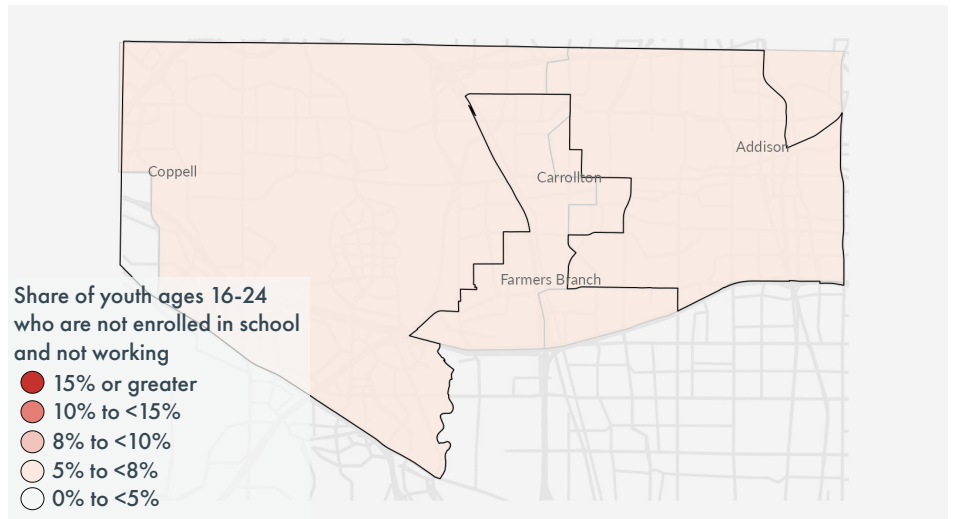 Addison
Coppell
Carrollton
Farmers Branch
Share of youth ages 16-24
who are not enrolled in school
and not working
15% or greater
10% to <15%
8% to <10%
5% to <8%
0% to <5%